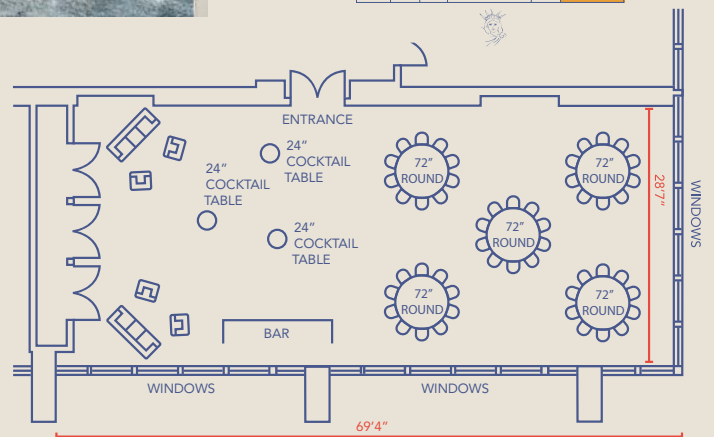 ENTRANCE
24”
COCKTAIL
TABLE
24”
COCKTAIL
TABLE
24”
COCKTAIL
TABLE
72”
ROUND
72”
ROUND
72”
ROUND
72”
ROUND
72”
ROUND
28’7”
WINDOWS
BAR
WINDOWS
WINDOWS
69’4”